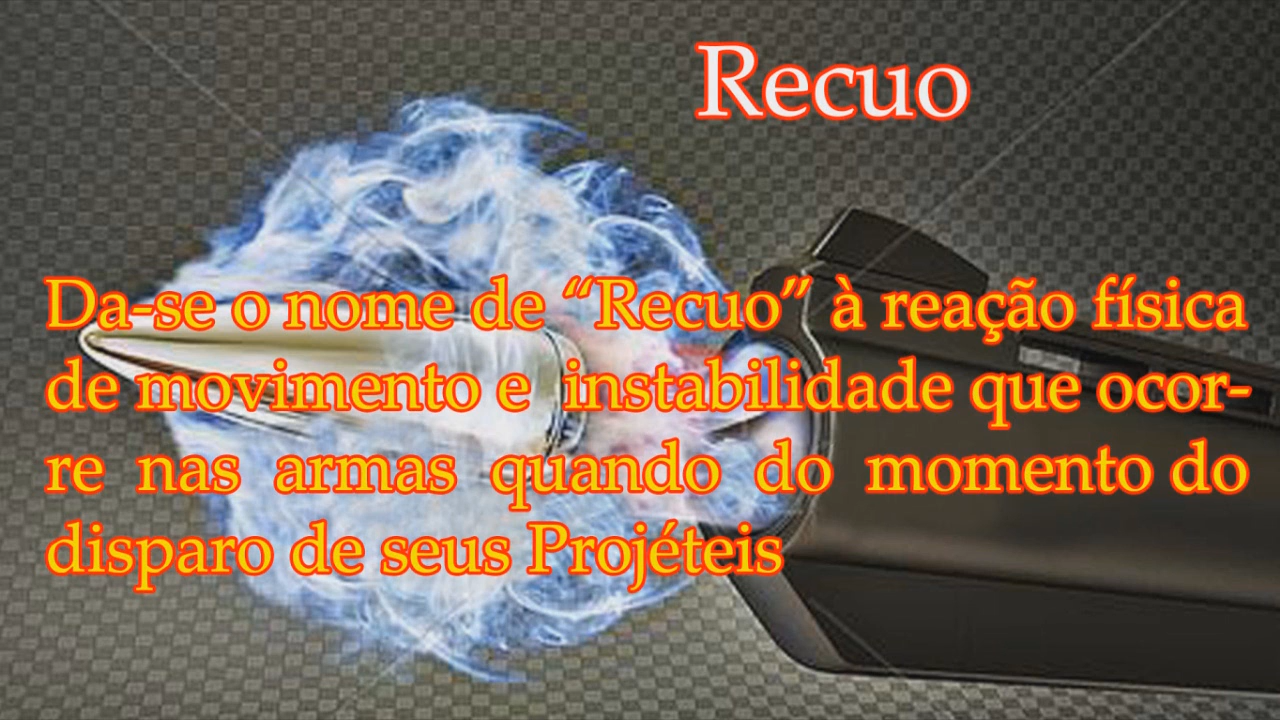 Recuo
Da-se o nome de “Recuo” à reação física
de movimento e instabilidade que ocor-
re nas armas quando do momento do
disparo de seus Projéteis